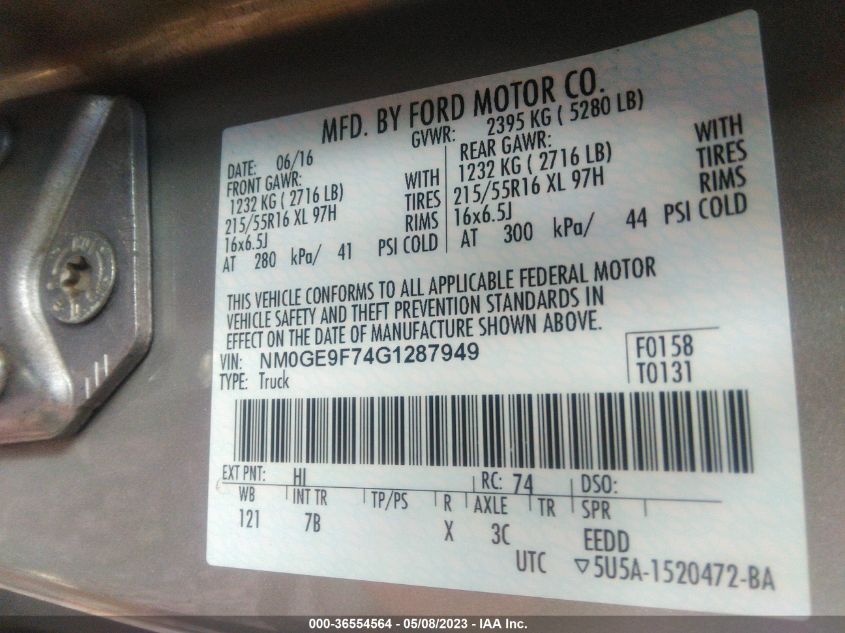 MFD. BY FORD MOTOR CO.
DATE: 06/16 GVWR: 2395 KG ( 5280 LB)
FRONT GAWR: REAR GAWR:
1232 KG ( 2716 LB) WITH 1232 KG ( 2716 LB) WITH
215/55R16 XL 97H TIRES 215/55R16 XL 97H TIRES
16x6.5J RIMS 16x6.5J RIMS
AT 280 kPa/ 41 PSI COLD AT 300 kPa/ 44 PSI COLD
THIS VEHICLE CONFORMS TO ALL APPLICABLE FEDERAL MOTOR
VEHICLE SAFETY AND THEFT PREVENTION STANDARDS IN
EFFECT ON THE DATE OF MANUFACTURE SHOWN ABOVE.
VIN: NM0GE9F74G1287949 F0158
TYPE: Truck T0131
EXT PNT: HI RC: 74 DSO:
WB INT TR TP/PS R AXLE TR SPR
121 7B X 3C EEDD
UTC ▽5U5A-1520472-BA
000-36554564 - 05/08/2023 - IAA Inc.